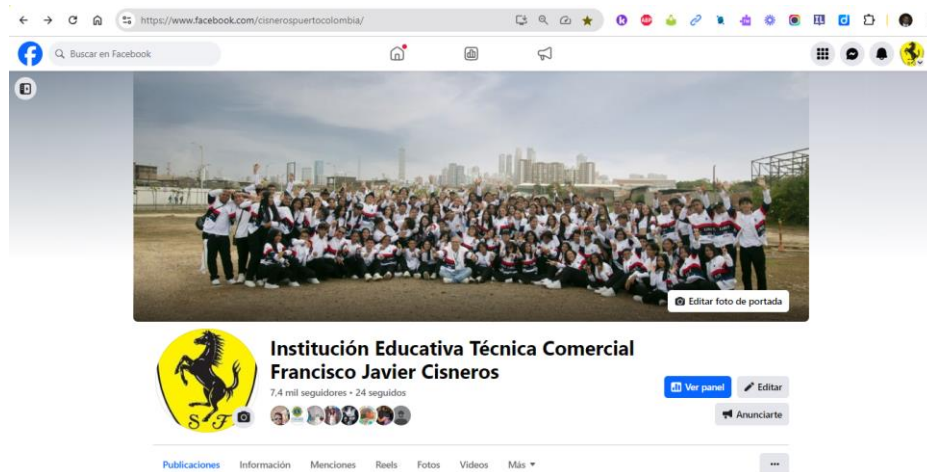 https://www.facebook.com/cisnerospuertocolombia/
Buscar en Facebook
Editar foto de portada
Institución Educativa Técnica Comercial
Francisco Javier Cisneros
7,4 mil seguidores • 24 seguidos
Ver panel
Editar
Anunciarte
S F
Publicaciones Información Menciones Reels Fotos Videos Más